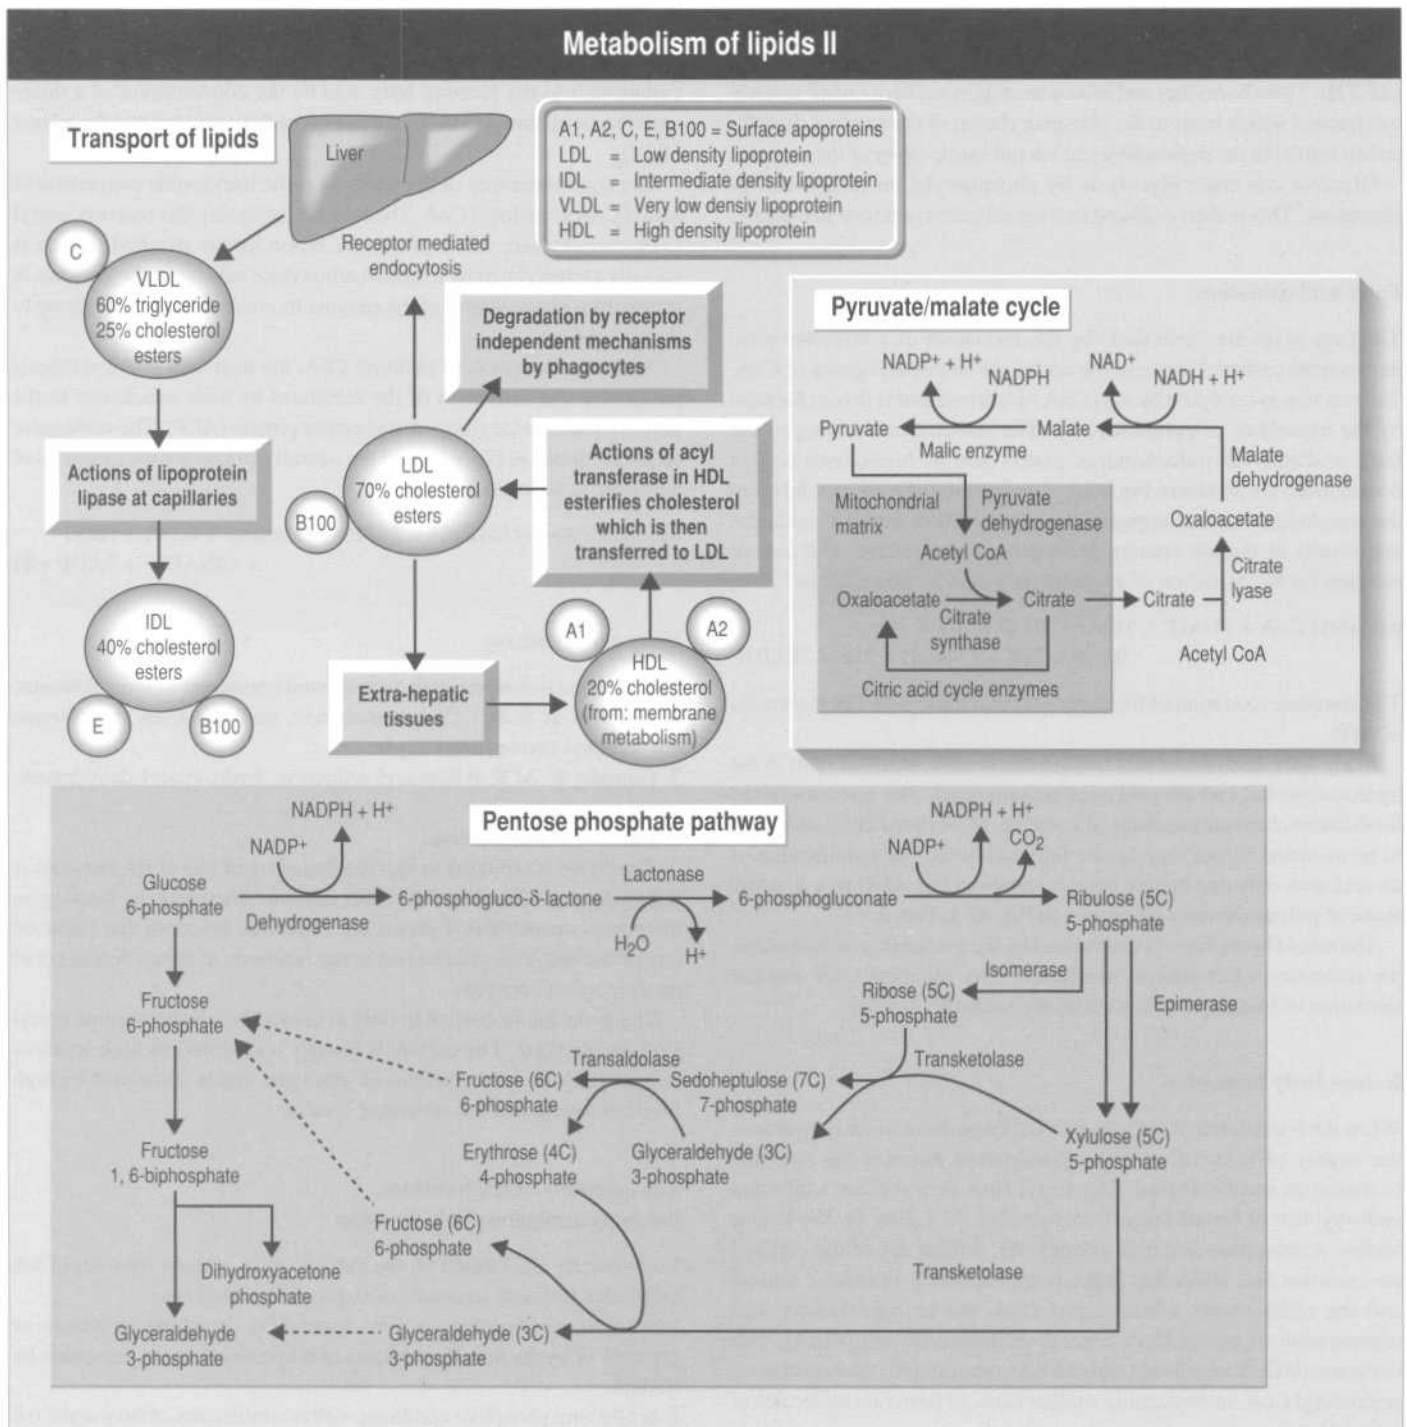 Metabolism of lipids II
Transport of lipids
Liver
A1, A2, C, E, B100 = Surface apoproteins
LDL = Low density lipoprotein
IDL = Intermediate density lipoprotein
VLDL = Very low densiy lipoprotein
HDL = High density lipoprotein
C
VLDL
60% triglyceride
25% cholesterol
esters
Receptor mediated
endocytosis
Degradation by receptor
independent mechanisms
by phagocytes
Actions of lipoprotein
lipase at capillaries
LDL
70% cholesterol
esters
B100
Actions of acyl
transferase in HDL
esterifies cholesterol
which is then
transferred to LDL
IDL
40% cholesterol
esters
E
B100
Extra-hepatic
tissues
A1
A2
HDL
20% cholesterol
(from: membrane
metabolism)
Pyruvate/malate cycle
NADP+ + H+
NADPH
NAD+
NADH + H+
Pyruvate
Malic enzyme
Malate
Malate
dehydrogenase
Mitochondrial
matrix
Pyruvate
dehydrogenase
Acetyl CoA
Oxaloacetate
Oxaloacetate
Citrate
synthase
Citrate
Citrate
Citrate
lyase
Acetyl CoA
Citric acid cycle enzymes
Pentose phosphate pathway
NADPH + H+
NADP+
Glucose
6-phosphate
Dehydrogenase
6-phosphogluco-δ-lactone
Lactonase
H2O
H+
6-phosphogluconate
NADP+
NADPH + H+
CO2
Ribulose (5C)
5-phosphate
Isomerase
Epimerase
Ribose (5C)
5-phosphate
Fructose
6-phosphate
Transaldolase
Transketolase
Fructose (6C)
6-phosphate
Sedoheptulose (7C)
7-phosphate
Xylulose (5C)
5-phosphate
Fructose
1, 6-biphosphate
Erythrose (4C)
4-phosphate
Glyceraldehyde (3C)
3-phosphate
Fructose (6C)
6-phosphate
Dihydroxyacetone
phosphate
Transketolase
Glyceraldehyde
3-phosphate
Glyceraldehyde (3C)
3-phosphate